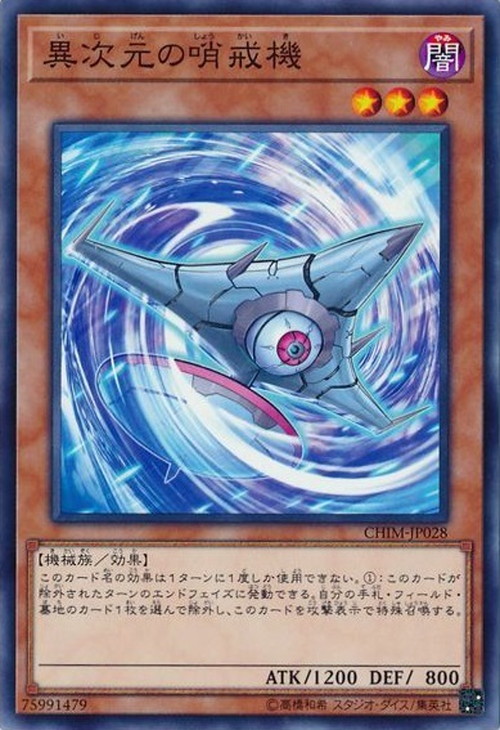 異次元の哨戒機
闇
CHIM-JP028
【機械族/効果】
このカード名の効果は1ターンに1度しか使用できない。①:このカードが
除外されたターンのエンドフェイズに発動できる。自分の手札・フィールド・
墓地のカード1枚を選んで除外し、このカードを攻撃表示で特殊召喚する。
ATK/1200 DEF/ 800
75991479 ©高橋和希 スタジオ・ダイス/集英社